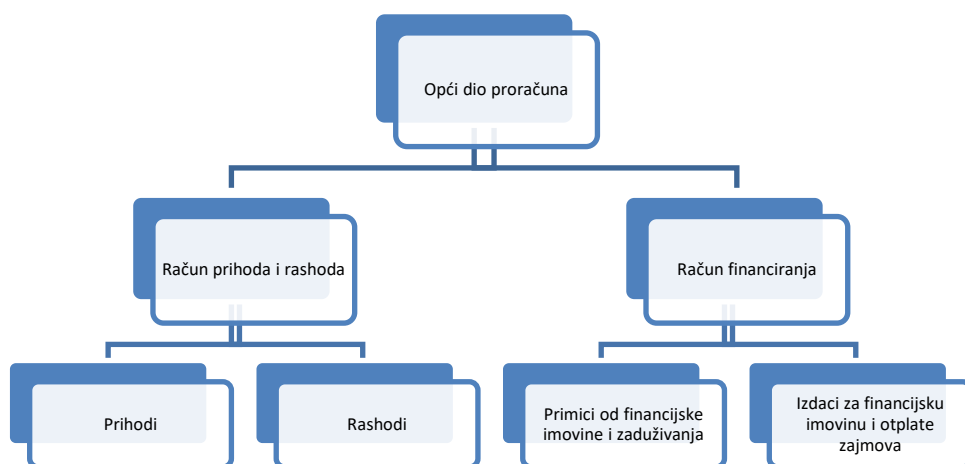 Opći dio proračuna
Račun prihoda i rashoda
Račun financiranja
Prihodi
Rashodi
Primici od financijske
imovine i zaduživanja
Izdaci za financijsku
imovinu i otplate
zajmova